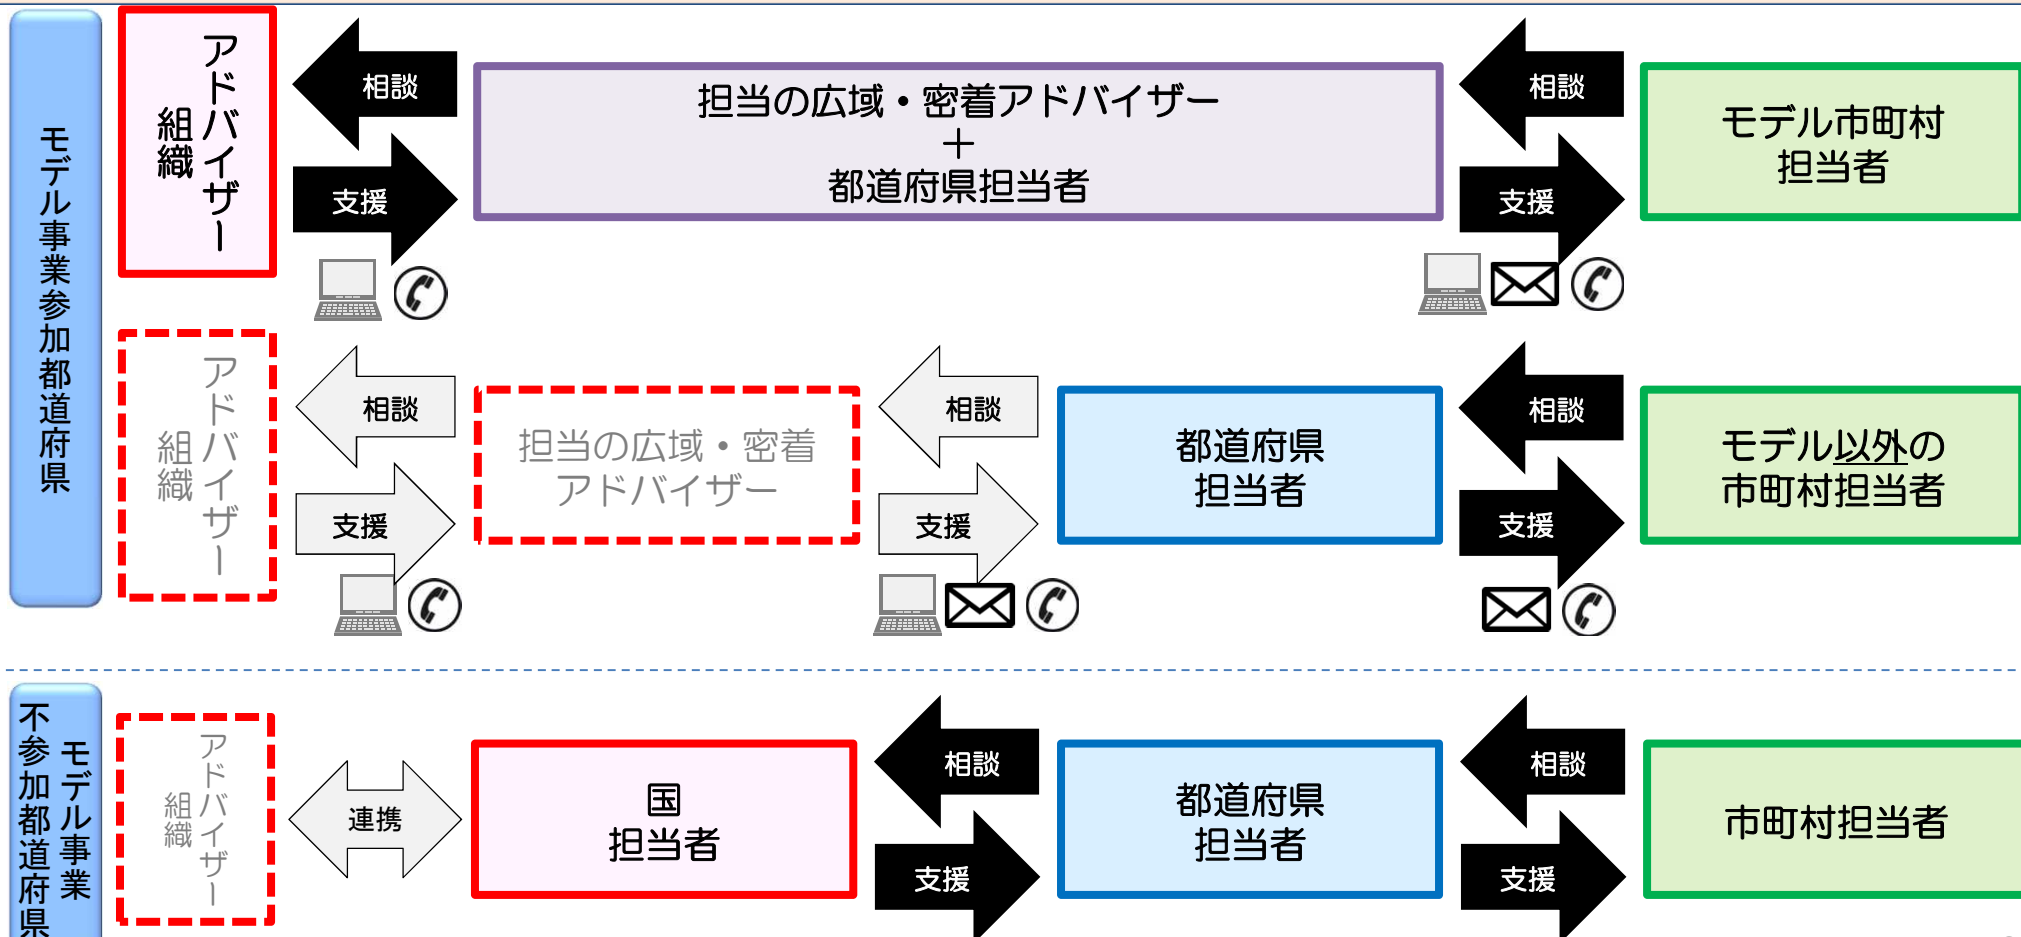 モデル事業参加都道府県
アドバイザー
組織
相談
支援
担当の広域・密着アドバイザー
＋
都道府県担当者
相談
支援
モデル市町村
担当者
アドバイザー
組織
相談
支援
担当の広域・密着
アドバイザー
相談
支援
都道府県
担当者
相談
支援
モデル以外の
市町村担当者
モデル事業
不参加都道府県
アドバイザー
組織
連携
国
担当者
相談
支援
都道府県
担当者
相談
支援
市町村担当者